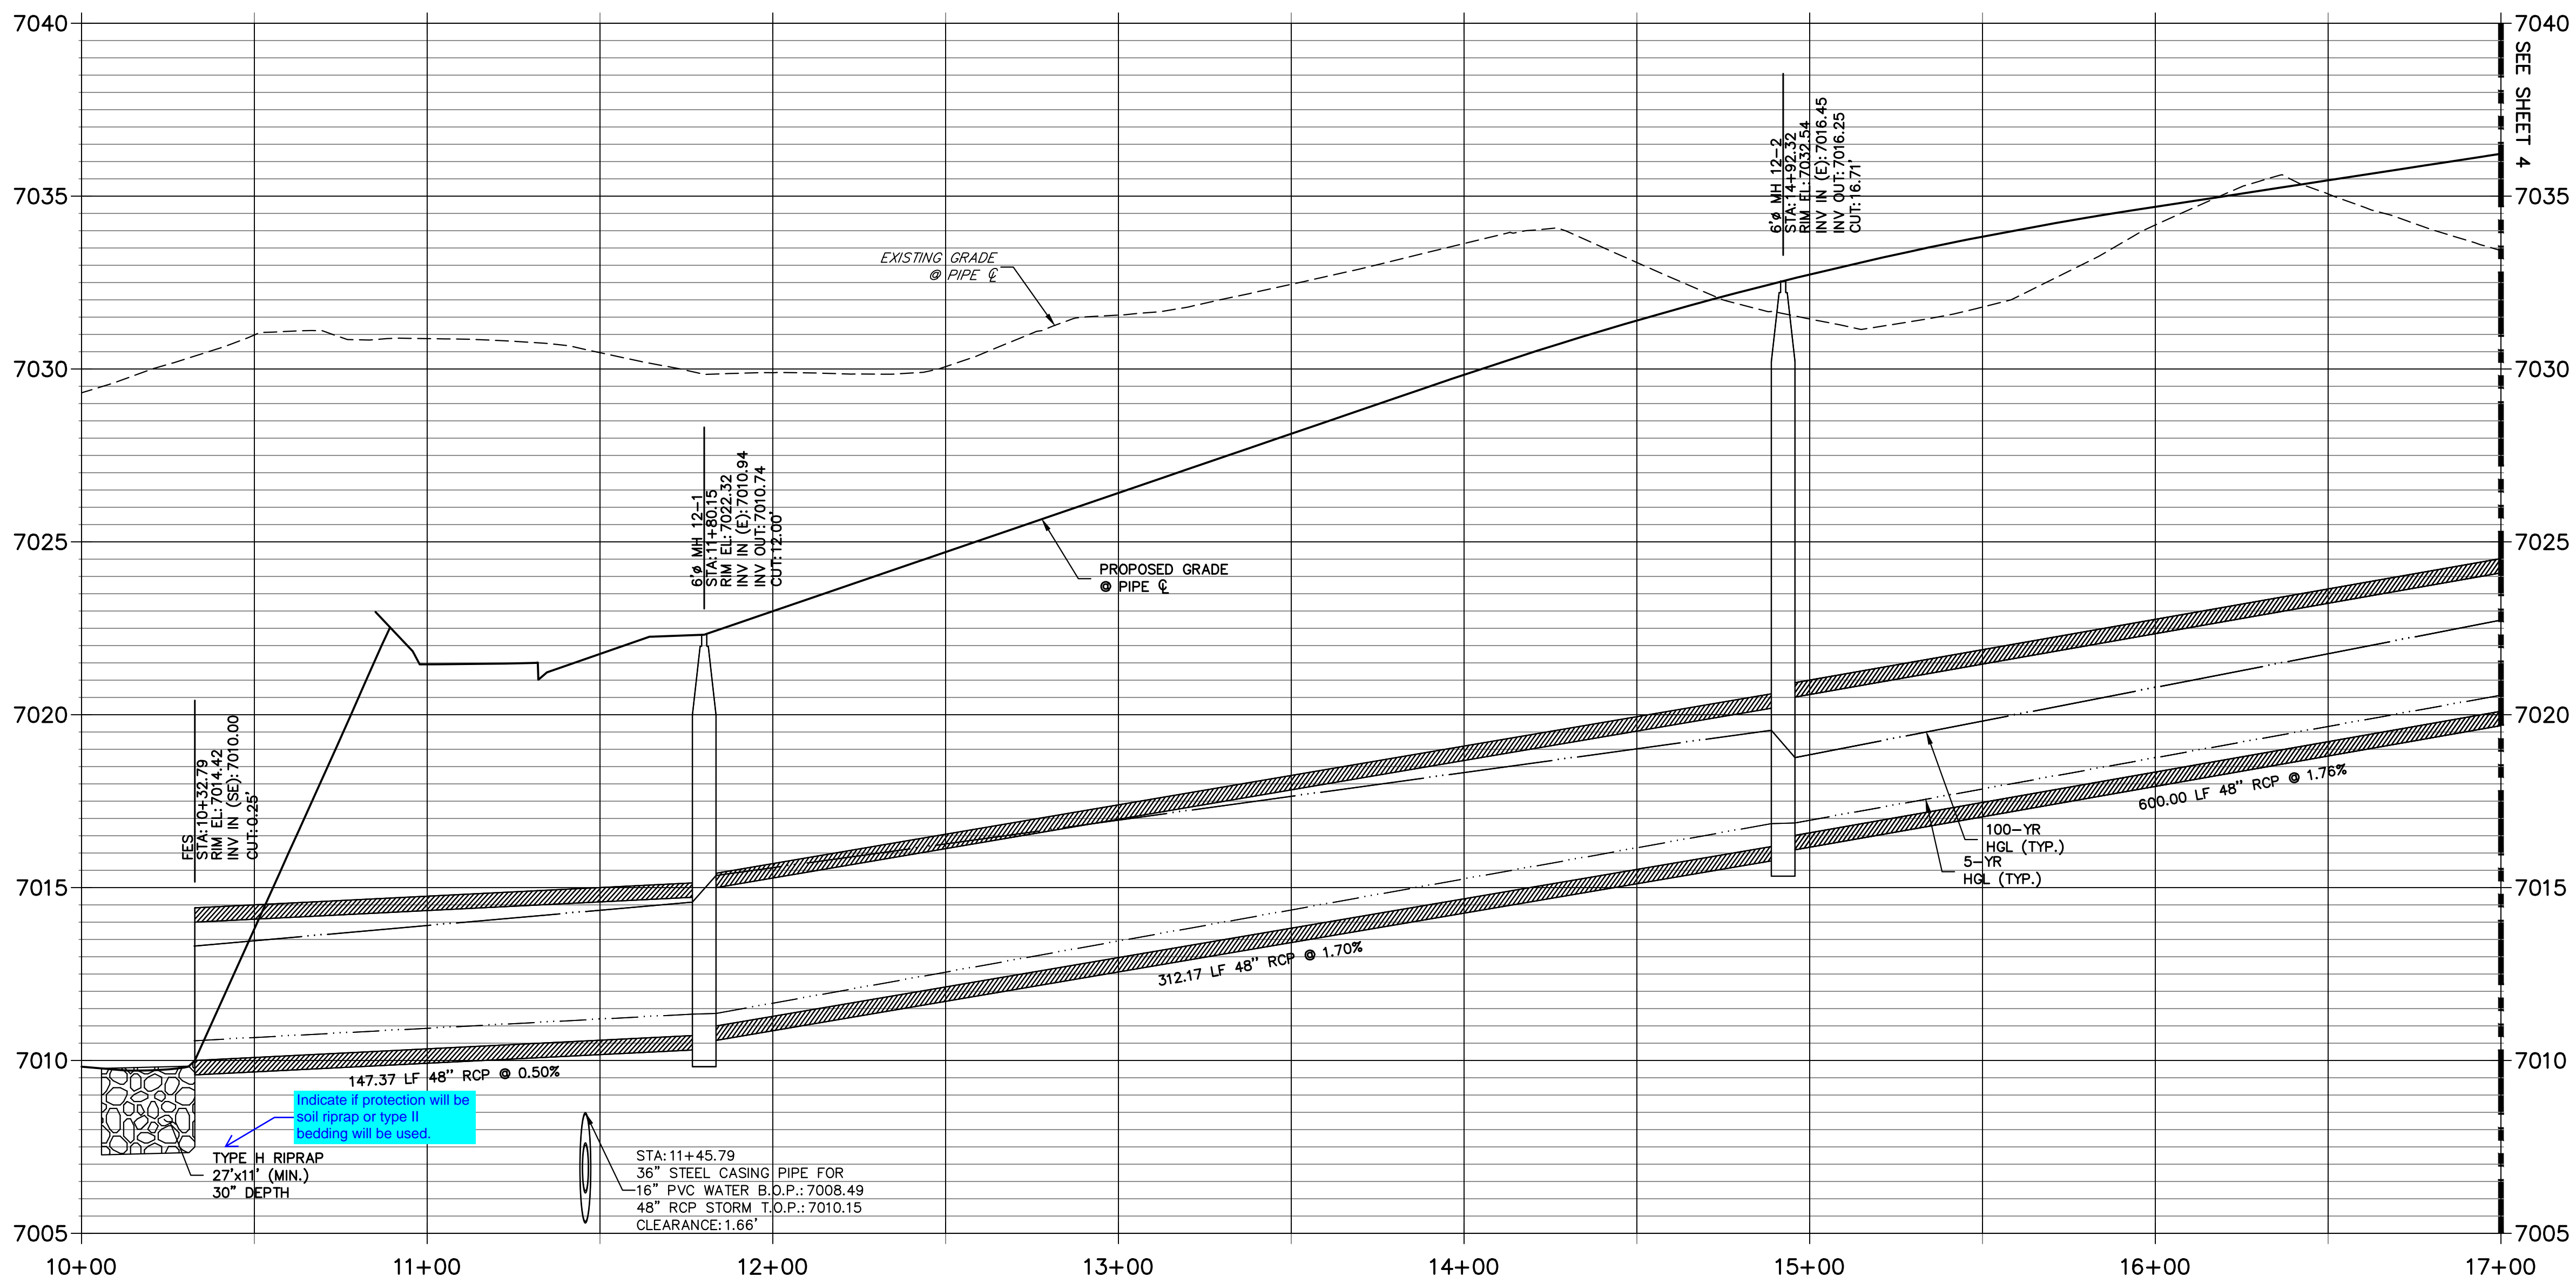 7040
7035
7030
7025
7020
7015
7010
7005
7040
7035
7030
7025
7020
7015
7010
7005
SEE SHEET 4
10+00
11+00
12+00
13+00
14+00
15+00
16+00
17+00
FES
STA:10+32.79
RIM EL:7014.42
INV IN (SE):7010.00
CUT:0.25'
6'ø MH 12-1
STA:11+80.15
RIM EL:7022.32
INV IN (E):7010.94
INV OUT:7010.74
CUT:12.00'
6'ø MH 12-2
STA:14+92.32
RIM EL:7032.54
INV IN (E):7016.45
INV OUT:7016.25
CUT:16.71'
EXISTING GRADE
@ PIPE ℄
PROPOSED GRADE
@ PIPE ℄
147.37 LF 48" RCP @ 0.50%
312.17 LF 48" RCP @ 1.70%
600.00 LF 48" RCP @ 1.76%
100-YR
HGL (TYP.)
5-YR
HGL (TYP.)
Indicate if protection will be
soil riprap or type II
bedding will be used.
TYPE H RIPRAP
27'x11' (MIN.)
30" DEPTH
STA:11+45.79
36" STEEL CASING PIPE FOR
16" PVC WATER B.O.P.:7008.49
48" RCP STORM T.O.P.:7010.15
CLEARANCE:1.66'